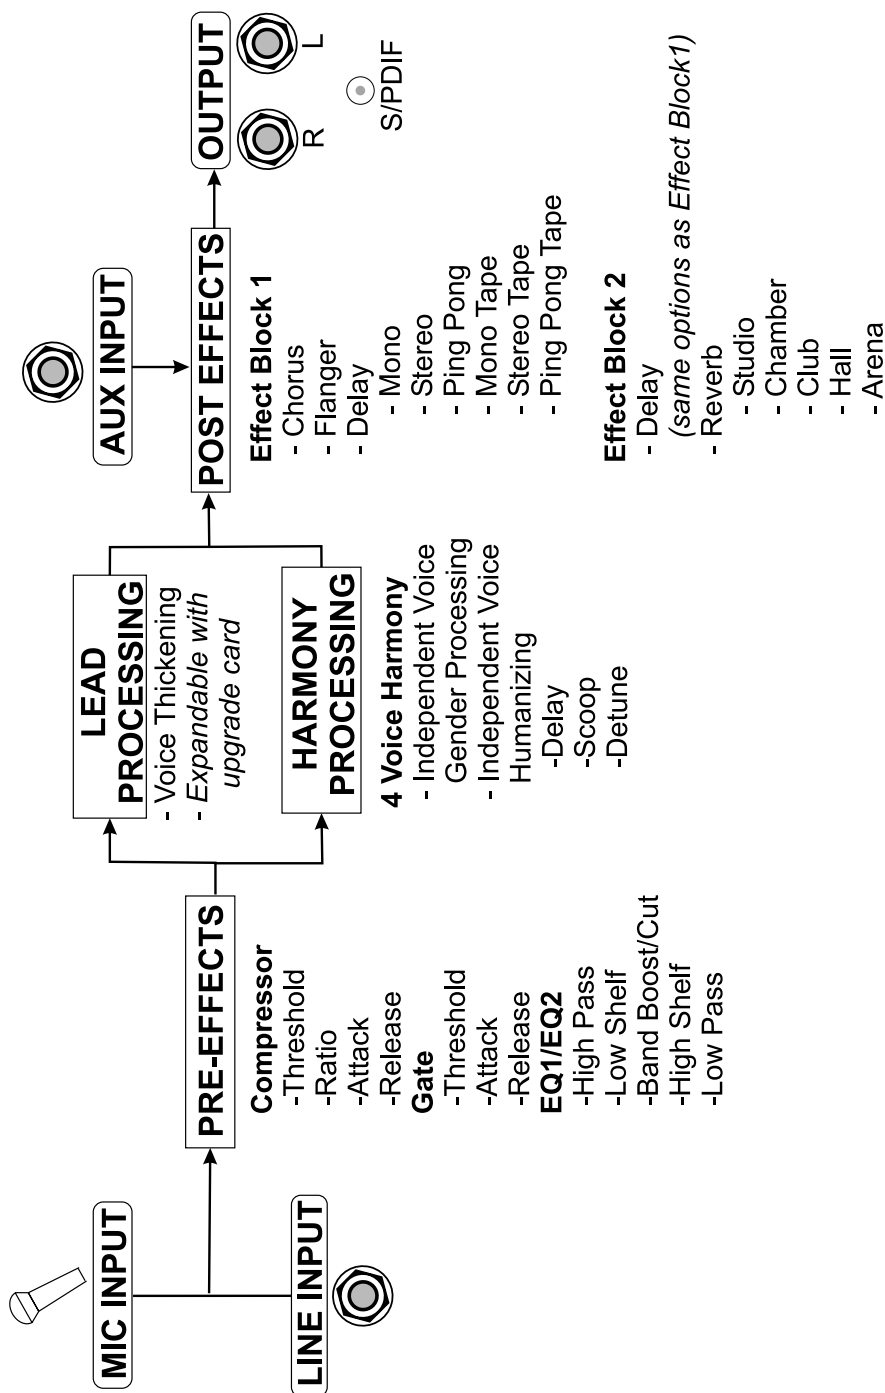 MIC INPUT
LINE INPUT
PRE-EFFECTS
Compressor
-Threshold
-Ratio
-Attack
-Release
Gate
-Threshold
-Attack
-Release
EQ1/EQ2
-High Pass
-Low Shelf
-Band Boost/Cut
-High Shelf
-Low Pass
LEAD
PROCESSING
- Voice Thickening
- Expandable with
upgrade card
HARMONY
PROCESSING
4 Voice Harmony
- Independent Voice
Gender Processing
- Independent Voice
Humanizing
-Delay
-Scoop
-Detune
AUX INPUT
POST EFFECTS
Effect Block 1
- Chorus
- Flanger
- Delay
- Mono
- Stereo
- Ping Pong
- Mono Tape
- Stereo Tape
- Ping Pong Tape
Effect Block 2
- Delay
(same options as Effect Block1)
- Reverb
- Studio
- Chamber
- Club
- Hall
- Arena
OUTPUT
R
L
S/PDIF